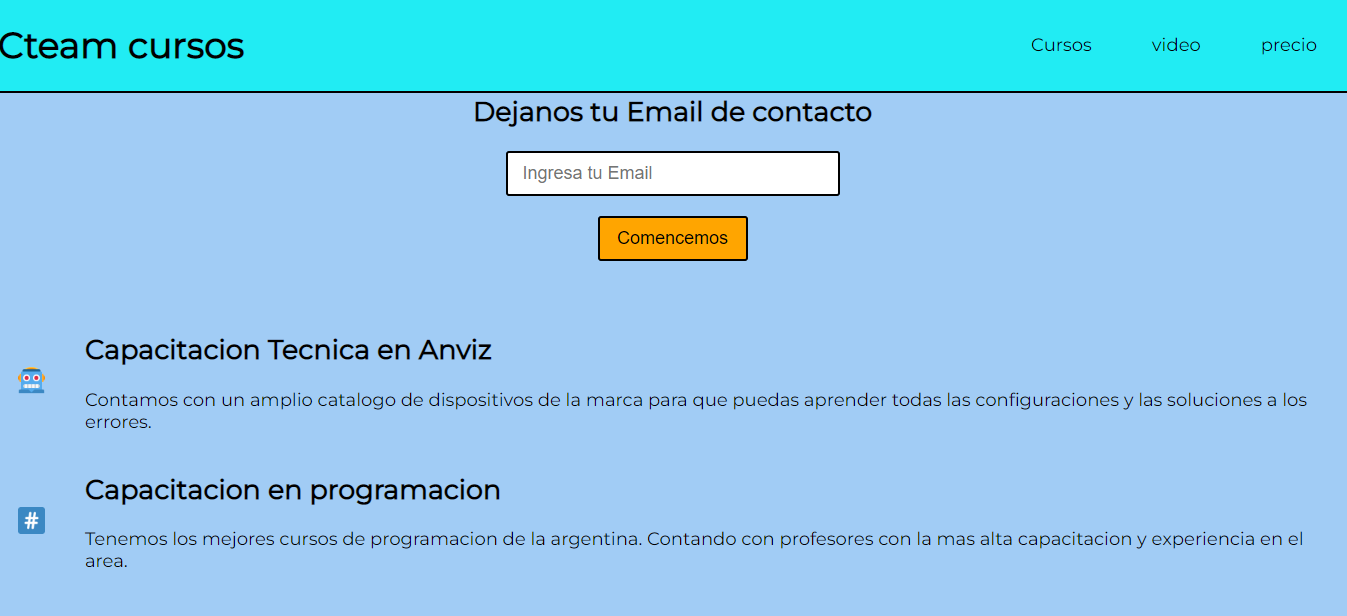 Cteam cursos
Cursos video precio
Dejanos tu Email de contacto
Ingresa tu Email
Comencemos
Capacitacion Tecnica en Anviz
Contamos con un amplio catalogo de dispositivos de la marca para que puedas aprender todas las configuraciones y las soluciones a los
errores.
Capacitacion en programacion
#
Tenemos los mejores cursos de programacion de la argentina. Contando con profesores con la mas alta capacitacion y experiencia en el
area.